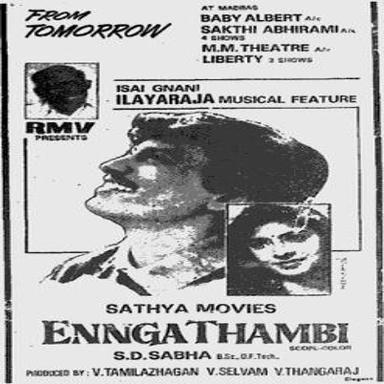 FROM
TOMORROW
AT MADRAS
BABY ALBERT A/c
SAKTHI ABHIRAMI A/c
4 SHOWS
M.M. THEATRE A/c
LIBERTY 3 SHOWS
ISAI GNANI
ILAYARAJA MUSICAL FEATURE
RMV
PRESENTS
SATHYA MOVIES
ENNGATHAMBI
SCOPE-COLOR
S.D. SABHA B.Sc., D.F.Tech.,
PRODUCED BY: V.TAMILAZHAGAN V.SELVAM V.THANGARAJ
Elegant